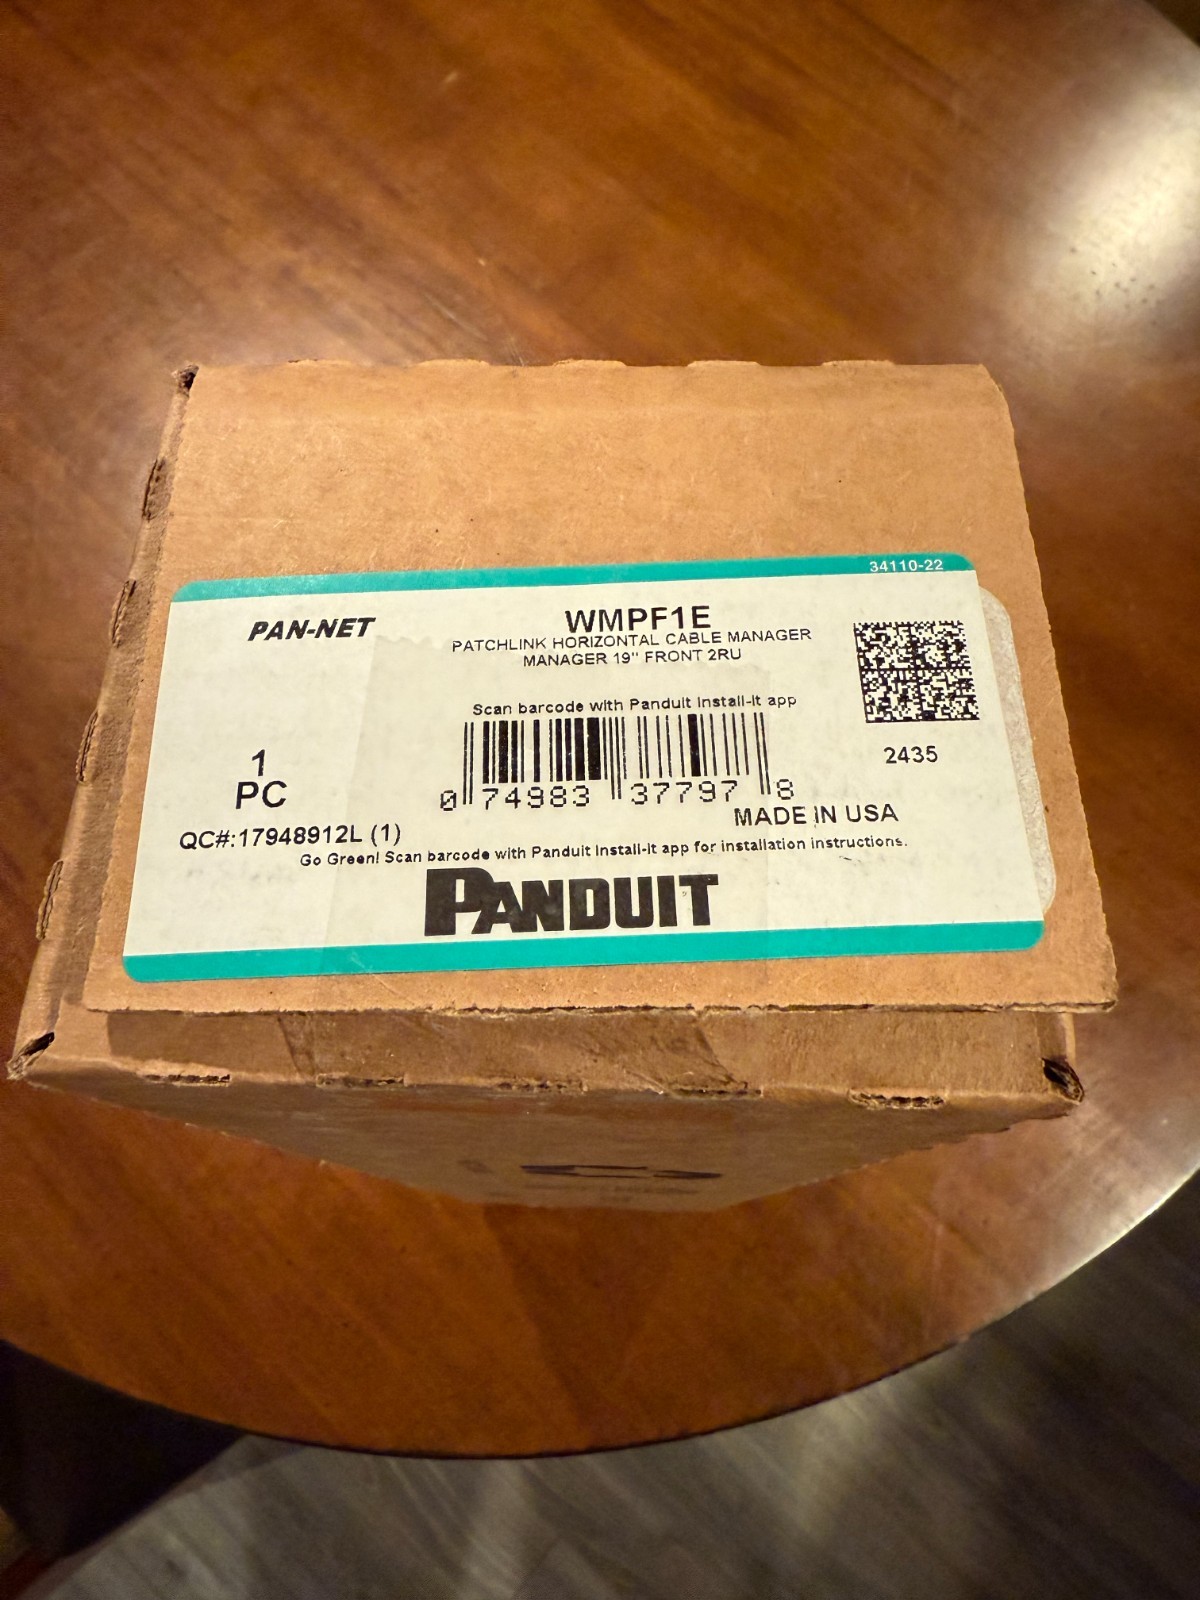 34110-22
PAN-NET
WMPF1E
PATCHLINK HORIZONTAL CABLE MANAGER
MANAGER 19" FRONT 2RU
Scan barcode with Panduit Install-It app
0 74983 37797 8
2435
1
PC
MADE IN USA
QC#:17948912L (1)
Go Green! Scan barcode with Panduit Install-It app for installation instructions.
PANDUIT